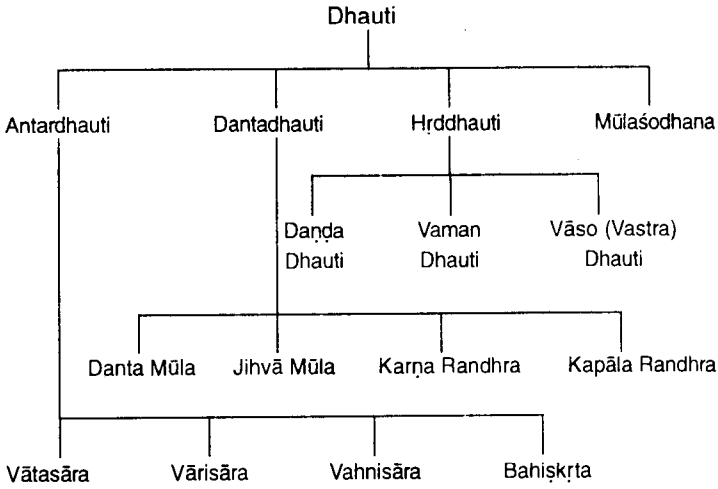 Dhauti
Antardhauti Dantadhauti Hṛddhauti Mūlaśodhana
Daṇḍa Dhauti
Vaman Dhauti
Vāso (Vastra) Dhauti
Danta Mūla Jihvā Mūla Karṇa Randhra Kapāla Randhra
Vātasāra Vārisāra Vahnisāra Bahiṣkṛta